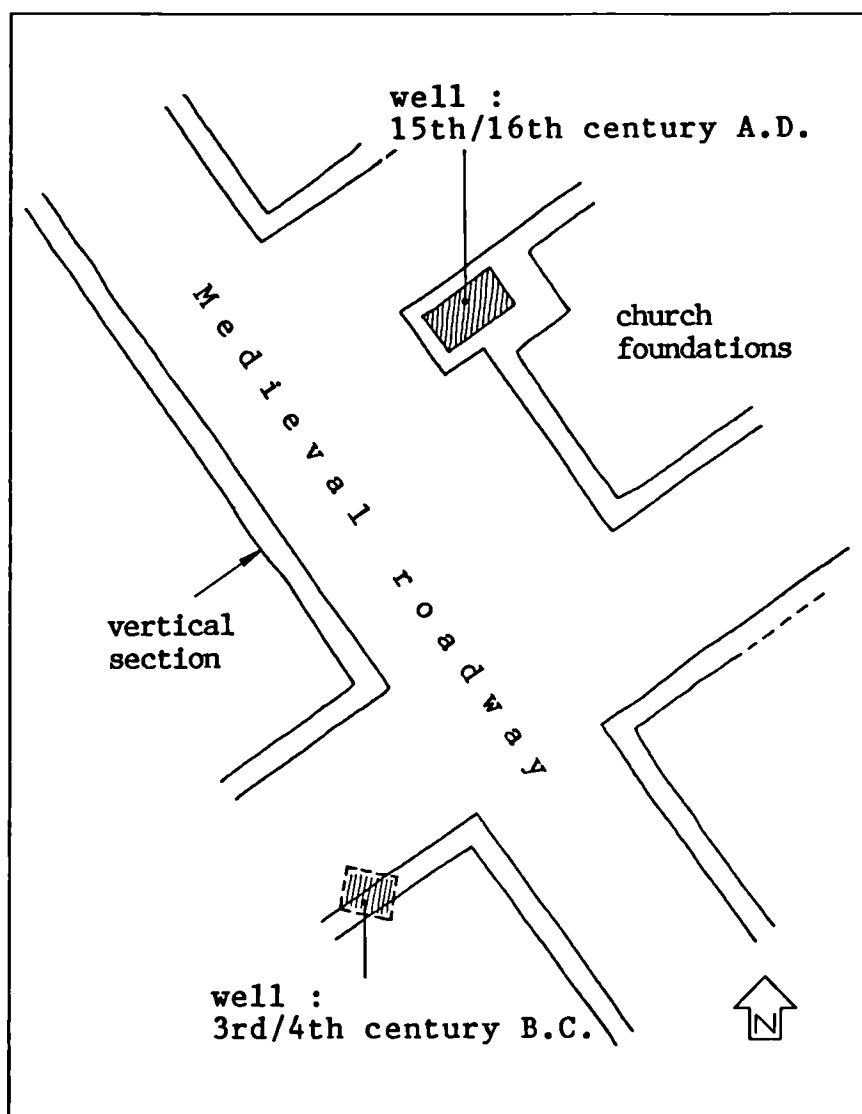 well :
15th/16th century A.D.
church
foundations
Medieval roadway
vertical
section
well :
3rd/4th century B.C.
N